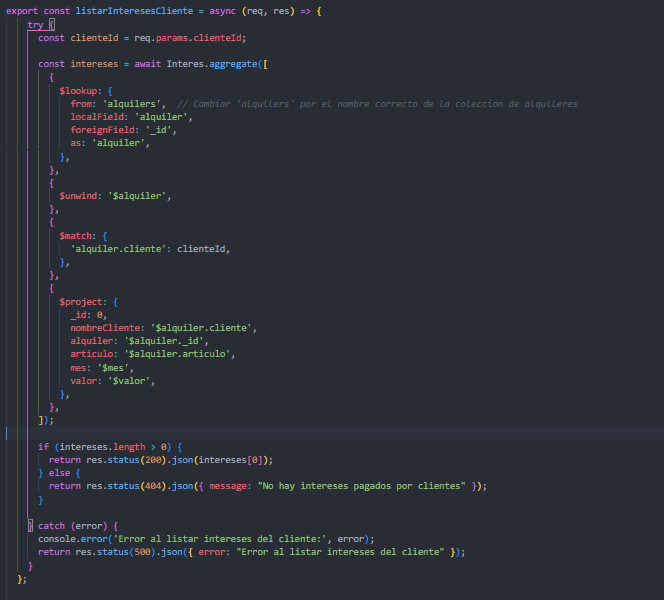 export const listarInteresesCliente = async (req, res) => {
try {
const clienteId = req.params.clienteId;
const intereses = await Interes.aggregate([
{
$lookup: {
from: 'alquilers', // Cambiar 'alquilers' por el nombre correcto de la colección de alquileres
localField: 'alquiler',
foreignField: '_id',
as: 'alquiler',
},
},
{
$unwind: '$alquiler',
},
{
$match: {
'alquiler.cliente': clienteId,
},
},
{
$project: {
_id: 0,
nombreCliente: '$alquiler.cliente',
alquiler: '$alquiler._id',
articulo: '$alquiler.articulo',
mes: '$mes',
valor: '$valor',
},
},
]);
if (intereses.length > 0) {
return res.status(200).json(intereses[0]);
} else {
return res.status(404).json({ message: "No hay intereses pagados por clientes" });
}
} catch (error) {
console.error('Error al listar intereses del cliente:', error);
return res.status(500).json({ error: "Error al listar intereses del cliente" });
}
};